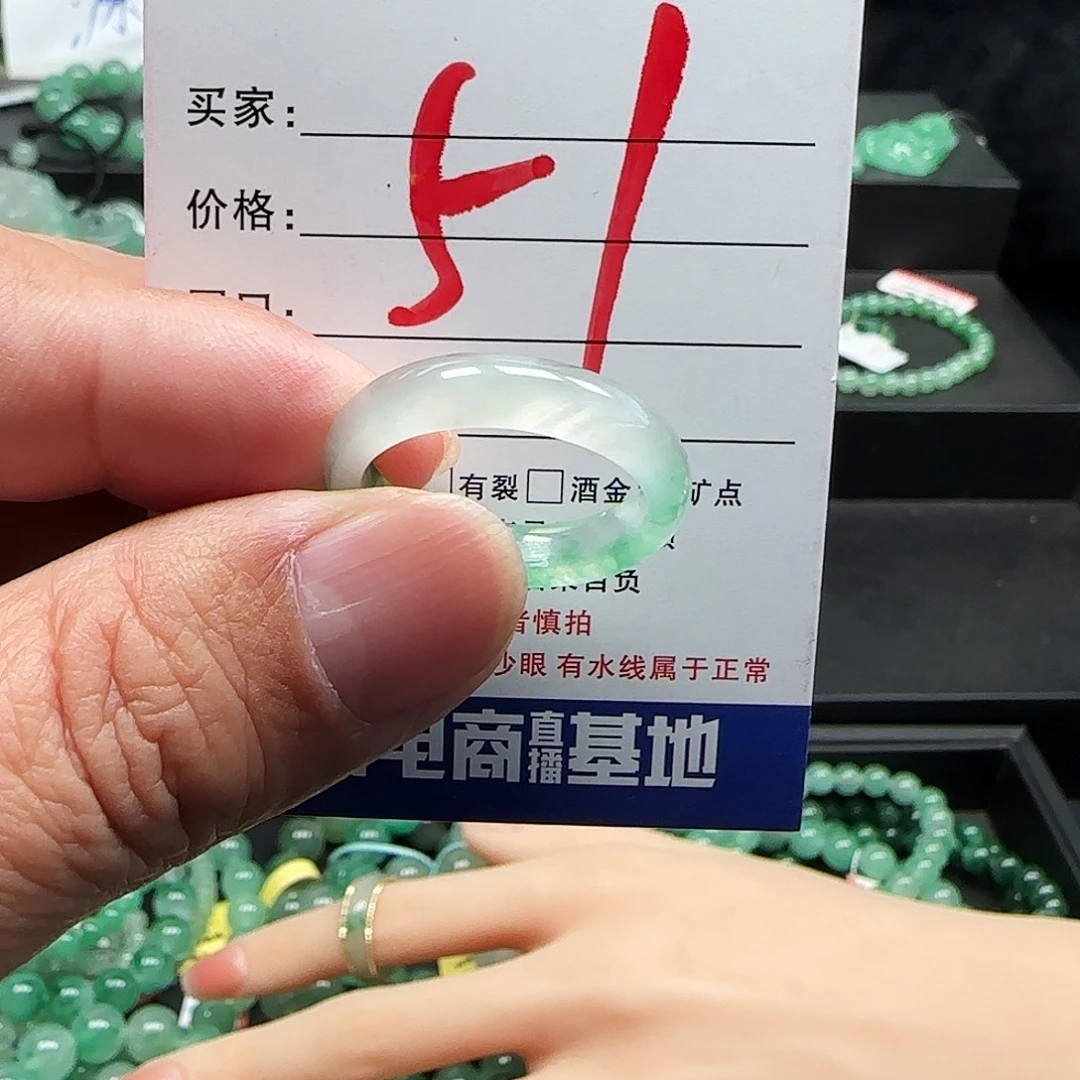 买家：
51
价格：
有裂 酒金 矿点
自负
慎拍
少眼 有水线属于正常
电商直播基地